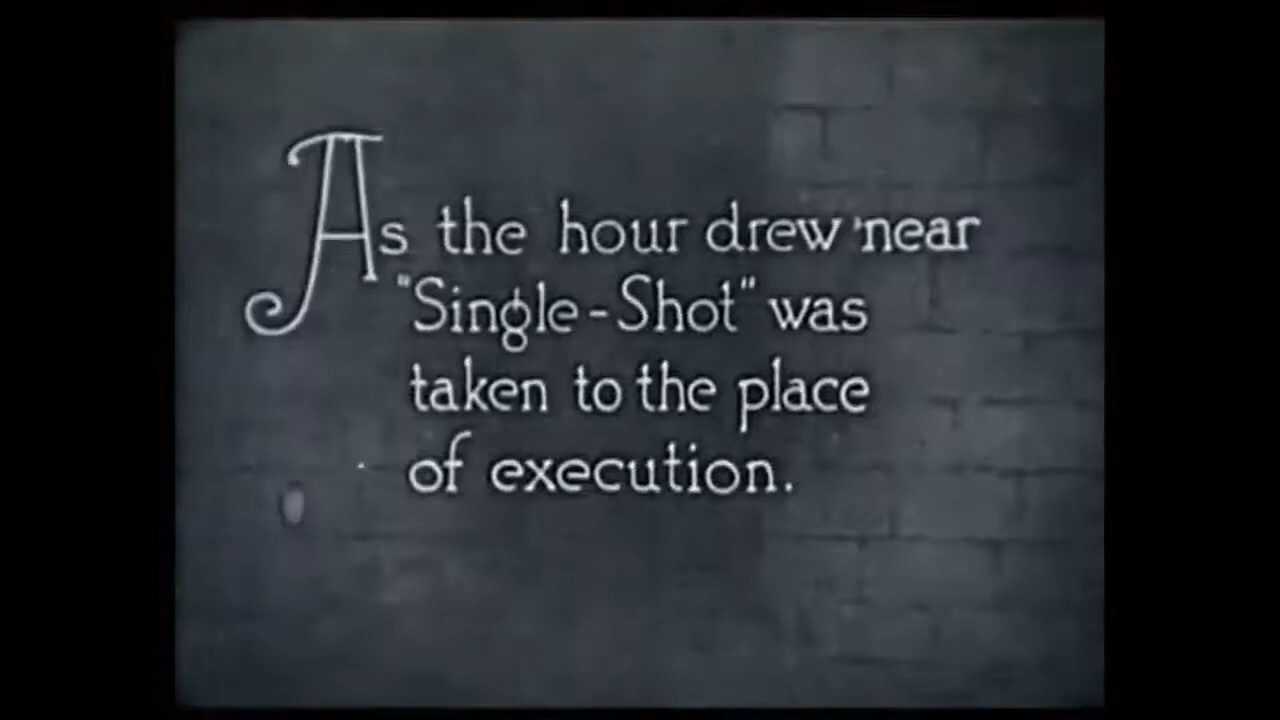 As the hour drew near
"Single-Shot" was
taken to the place
of execution.